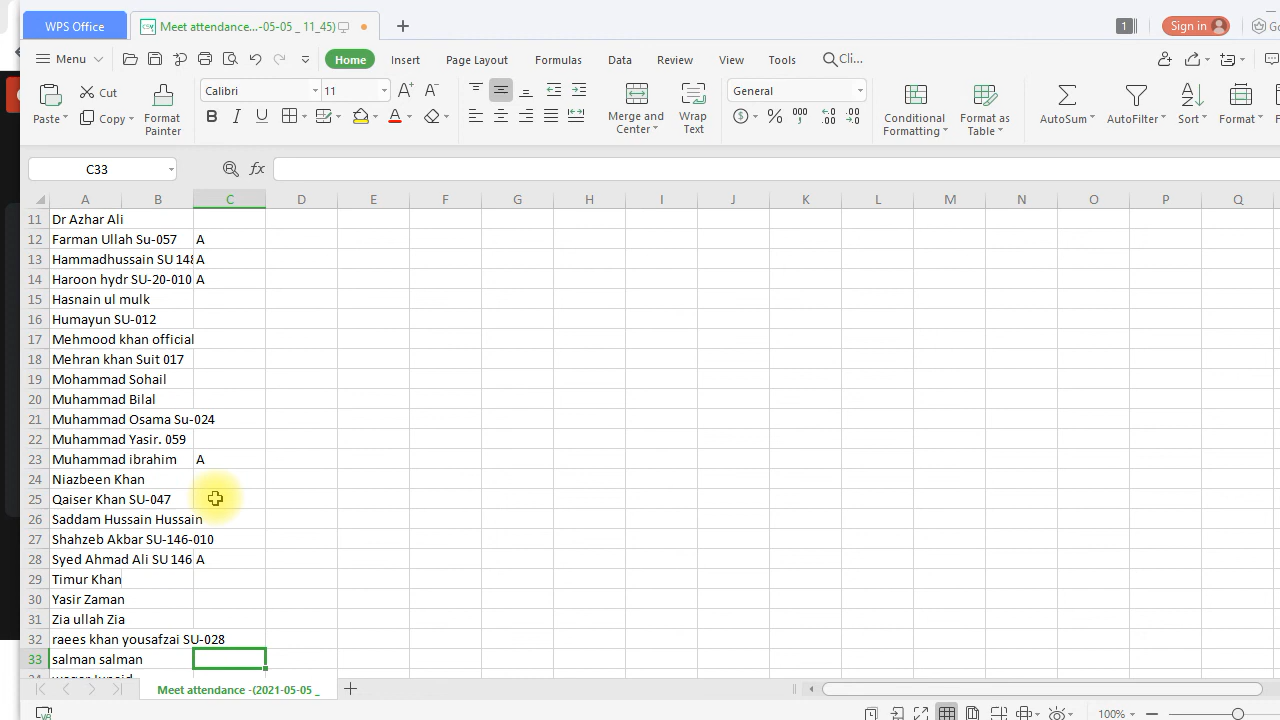 WPS Office
Meet attendance...-05-05 _ 11_45)
1
Sign in
Go
Menu
Home
Insert
Page Layout
Formulas
Data
Review
View
Tools
Cli...
Paste
Cut
Copy
Format Painter
Calibri
11
Merge and Center
Wrap Text
General
Conditional Formatting
Format as Table
AutoSum
AutoFilter
Sort
Format
C33
fx
A B C D E F G H I J K L M N O P Q
11 Dr Azhar Ali
12 Farman Ullah Su-057 A
13 Hammadhussain SU 148 A
14 Haroon hydr SU-20-010 A
15 Hasnain ul mulk
16 Humayun SU-012
17 Mehmood khan official
18 Mehran khan Suit 017
19 Mohammad Sohail
20 Muhammad Bilal
21 Muhammad Osama Su-024
22 Muhammad Yasir. 059
23 Muhammad ibrahim A
24 Niazbeen Khan
25 Qaiser Khan SU-047
26 Saddam Hussain Hussain
27 Shahzeb Akbar SU-146-010
28 Syed Ahmad Ali SU 146 A
29 Timur Khan
30 Yasir Zaman
31 Zia ullah Zia
32 raees khan yousafzai SU-028
33 salman salman
Meet attendance -(2021-05-05 _
100%